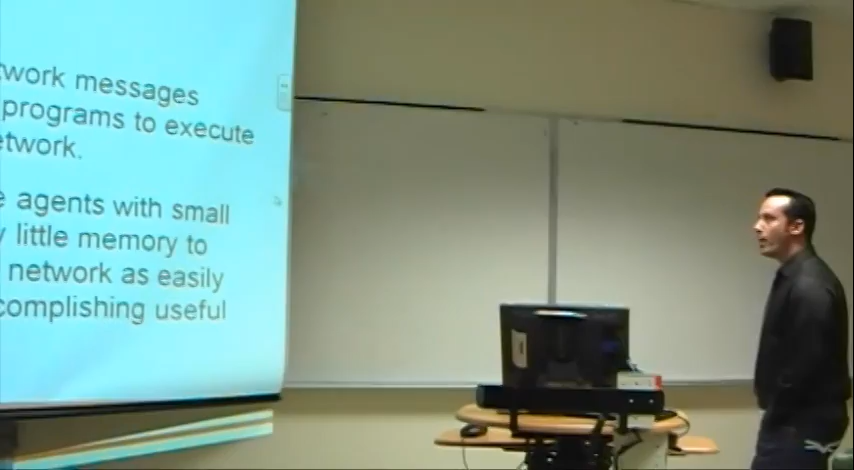 work messages
programs to execute
etwork.
agents with small
little memory to
network as easily
complishing useful